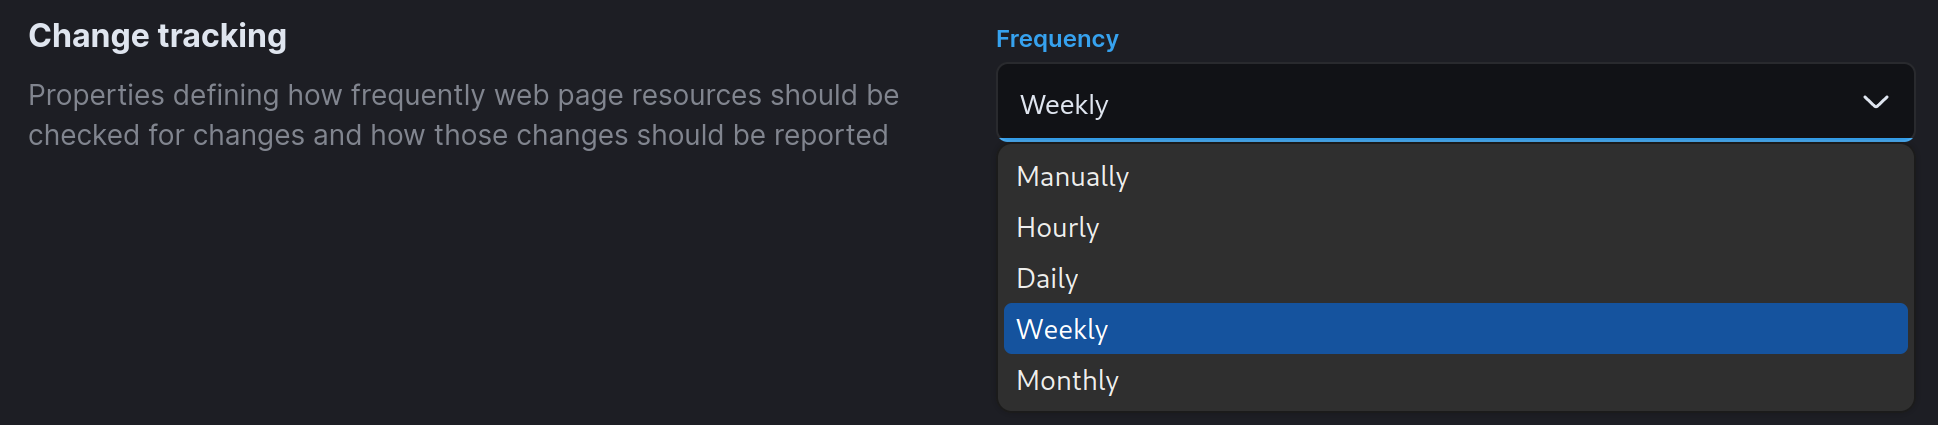 Change tracking
Properties defining how frequently web page resources should be
checked for changes and how those changes should be reported
Frequency
Weekly
Manually
Hourly
Daily
Weekly
Monthly